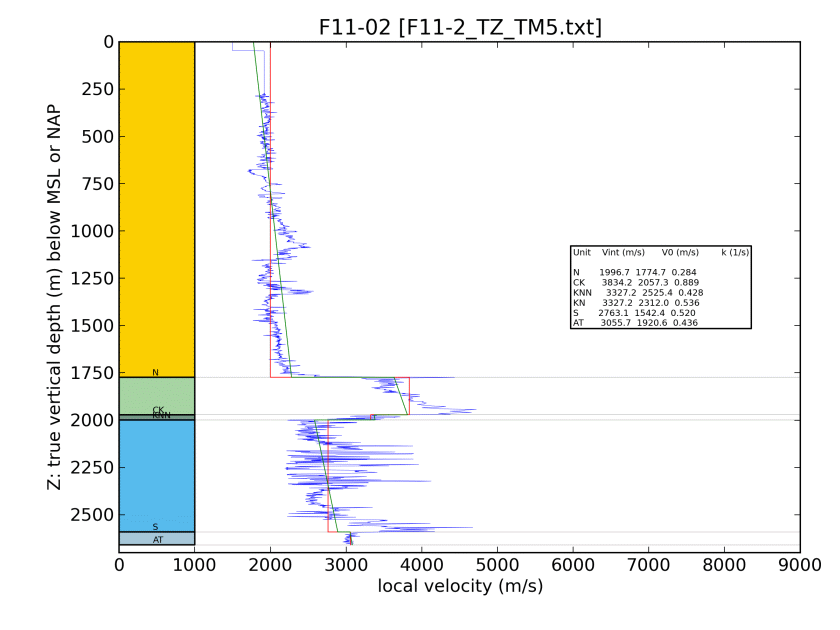 F11-02 [F11-2_TZ_TM5.txt]
0
250
500
750
1000
1250
1500
1750
2000
2250
2500
Z: true vertical depth (m) below MSL or NAP
N
CK
KNN
S
AT
Unit Vint (m/s) V0 (m/s) k (1/s)
N 1996.7 1774.7 0.284
CK 3834.2 2057.3 0.889
KNN 3327.2 2525.4 0.428
KN 3327.2 2312.0 0.536
S 2763.1 1542.4 0.520
AT 3055.7 1920.6 0.436
0 1000 2000 3000 4000 5000 6000 7000 8000 9000
local velocity (m/s)